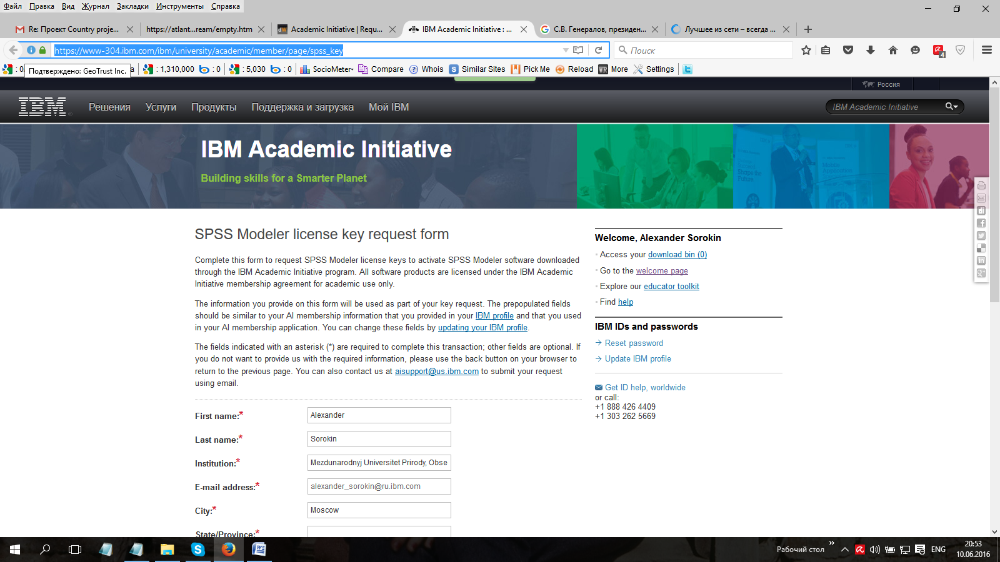 Файл Правка Вид Журнал Закладки Инструменты Справка
Re: Проект Country proje... https://atlant...ream/empty.htm Academic Initiative | Requ... IBM Academic Initiative : ... С.В. Генералов, президен... Лучшее из сети – всегда ...
https://www-304.ibm.com/ibm/university/academic/member/page/spss_key Поиск 4
: 1,310,000 : 0 : 5,030 : 0 SocioMeter Compare Whois Similar Sites Pick Me Reload More Settings
Подтверждено: GeoTrust Inc.
Россия
IBM Решения Услуги Продукты Поддержка и загрузка Мой IBM IBM Academic Initiative
IBM Academic Initiative
Building skills for a Smarter Planet
SPSS Modeler license key request form
Complete this form to request SPSS Modeler license keys to activate SPSS Modeler software downloaded
through the IBM Academic Initiative program. All software products are licensed under the IBM Academic
Initiative membership agreement for academic use only.
The information you provide on this form will be used as part of your key request. The prepopulated fields
should be similar to your AI membership information that you provided in your IBM profile and that you used
in your AI membership application. You can change these fields by updating your IBM profile.
The fields indicated with an asterisk (*) are required to complete this transaction; other fields are optional. If
you do not want to provide us with the required information, please use the back button on your browser to
return to the previous page. You can also contact us at aisupport@us.ibm.com to submit your request
using email.
First name:* Alexander
Last name:* Sorokin
Institution:* Mezdunarodnyj Universitet Prirody, Obse
E-mail address:* alexander_sorokin@ru.ibm.com
City:* Moscow
State/Province:*
Welcome, Alexander Sorokin
Access your download bin (0)
Go to the welcome page
Explore our educator toolkit
Find help
IBM IDs and passwords
Reset password
Update IBM profile
Get ID help, worldwide
or call:
+1 888 426 4409
+1 303 262 5669
Рабочий стол ENG 20:53
10.06.2016